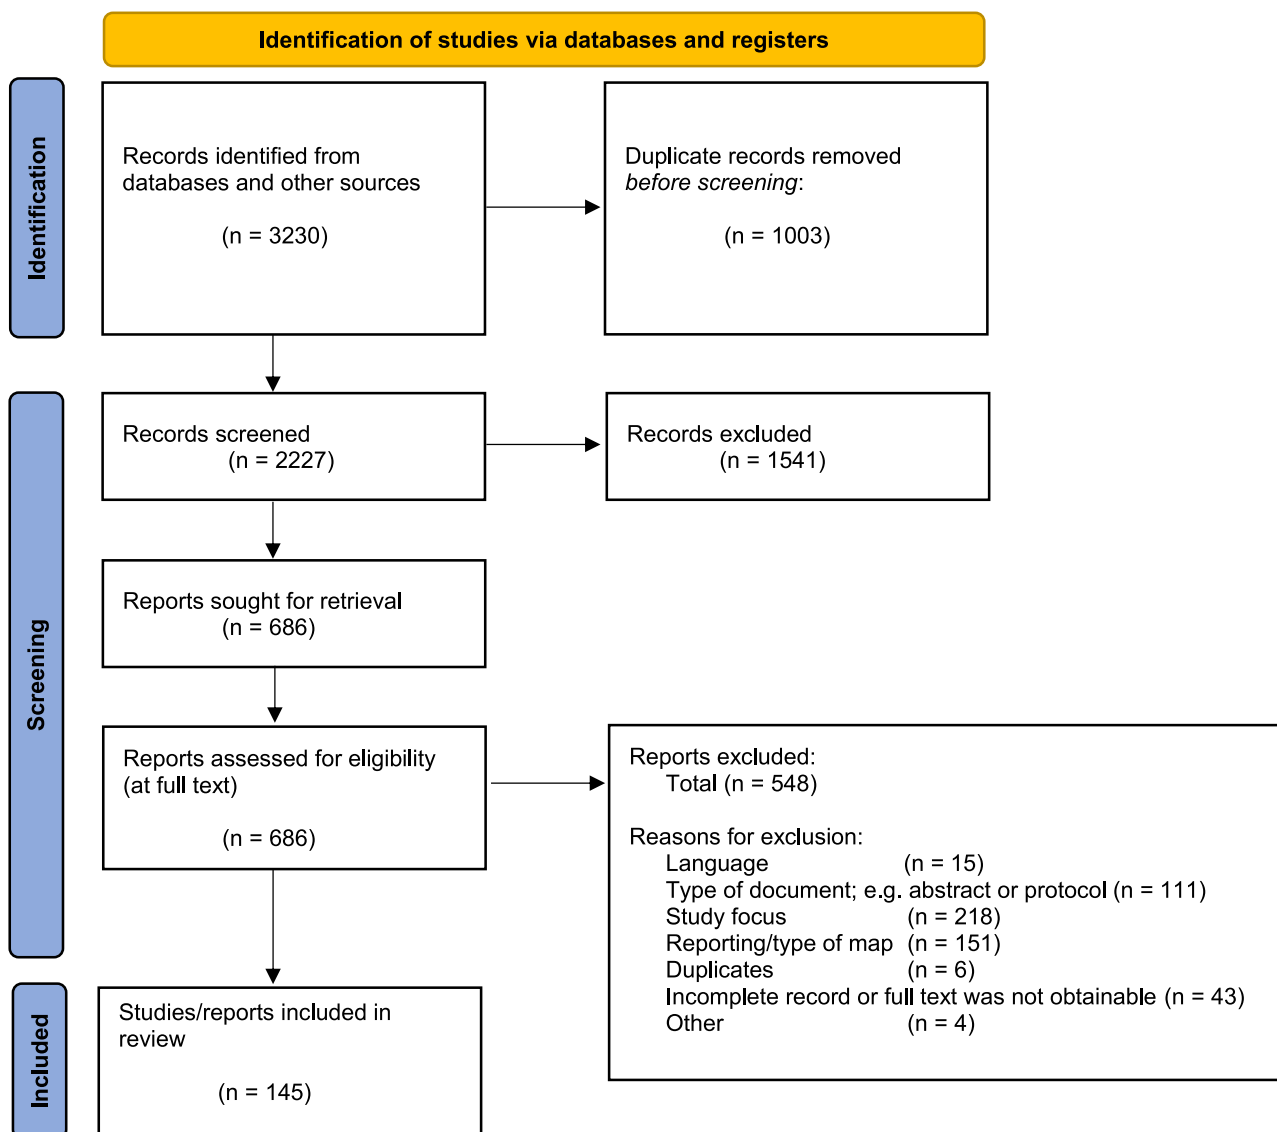 Identification of studies via databases and registers
Identification
Records identified from
databases and other sources
(n = 3230)
Duplicate records removed
before screening:
(n = 1003)
Screening
Records screened
(n = 2227)
Records excluded
(n = 1541)
Reports sought for retrieval
(n = 686)
Reports assessed for eligibility
(at full text)
(n = 686)
Reports excluded:
Total (n = 548)
Reasons for exclusion:
Language (n = 15)
Type of document; e.g. abstract or protocol (n = 111)
Study focus (n = 218)
Reporting/type of map (n = 151)
Duplicates (n = 6)
Incomplete record or full text was not obtainable (n = 43)
Other (n = 4)
Included
Studies/reports included in
review
(n = 145)